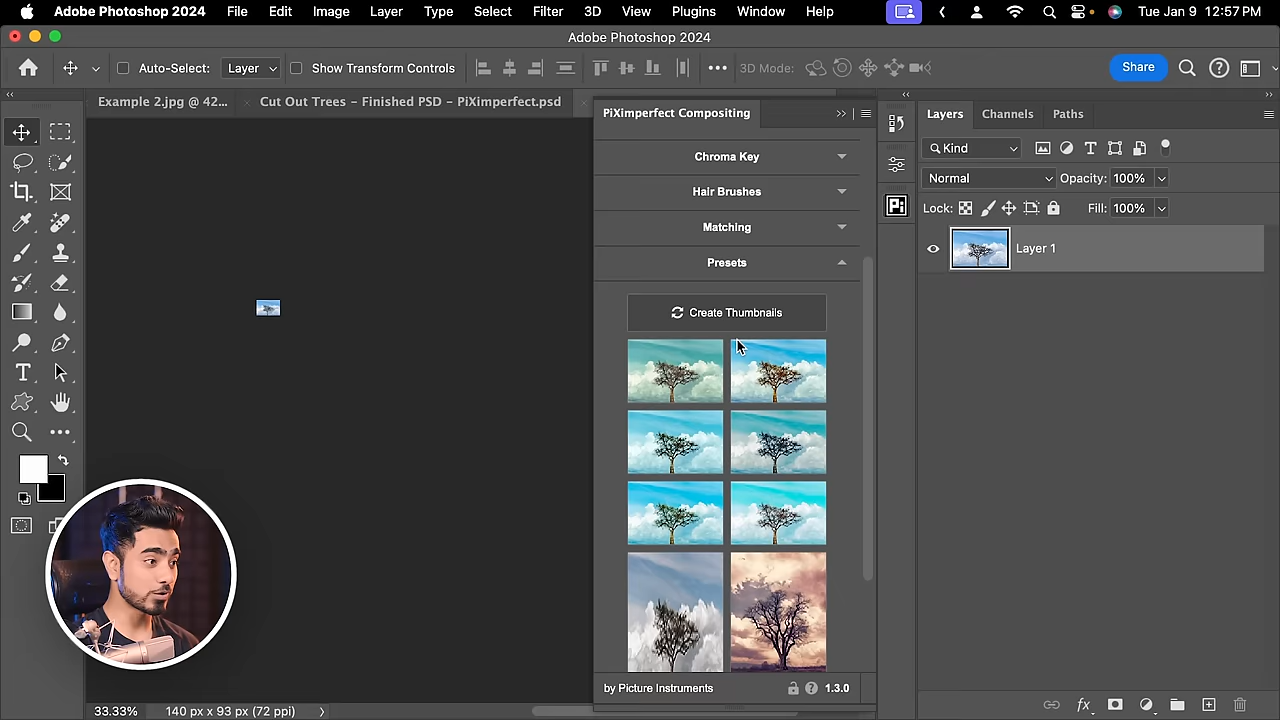 Adobe Photoshop 2024 File Edit Image Layer Type Select Filter 3D View Plugins Window Help Tue Jan 9 12:57 PM
Adobe Photoshop 2024
Auto-Select: Layer Show Transform Controls 3D Mode: Share
Example 2.jpg @ 42... Cut Out Trees - Finished PSD - PiXimperfect.psd
PiXimperfect Compositing
Chroma Key
Hair Brushes
Matching
Presets
Create Thumbnails
by Picture Instruments 1.3.0
Pi
Layers Channels Paths
Kind
Normal Opacity: 100%
Lock: Fill: 100%
Layer 1
fx
33.33% 140 px x 93 px (72 ppi)